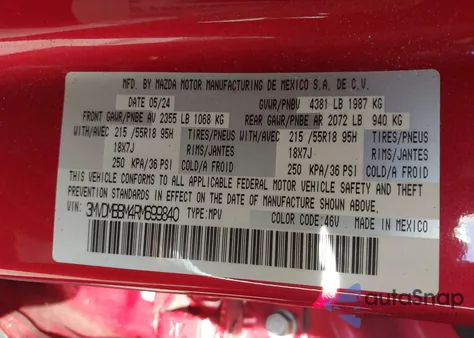 MFD. BY MAZDA MOTOR MANUFACTURING DE MEXICO S.A. DE C.V.
DATE 05/24 GVWR/PNBV 4381 LB 1987 KG
FRONT GAWR/PNBE AV 2355 LB 1068 KG REAR GAWR/PNBE AR 2072 LB 940 KG
WITH/AVEC 215 /55R18 95H TIRES/PNEUS WITH/AVEC 215 /55R18 95H TIRES/PNEUS
18X7J RIMS/JANTES 18X7J RIMS/JANTES
250 KPA/36 PSI COLD/A FROID 250 KPA/36 PSI COLD/A FROID
THIS VEHICLE CONFORMS TO ALL APPLICABLE FEDERAL MOTOR VEHICLE SAFETY AND THEFT
PREVENTION STANDARDS IN EFFECT ON THE DATE OF MANUFACTURE SHOWN ABOVE.
VIN: 3MVDMBBM4RM699840 TYPE: MPV COLOR CODE: 46V MADE IN MEXICO
autoSnap